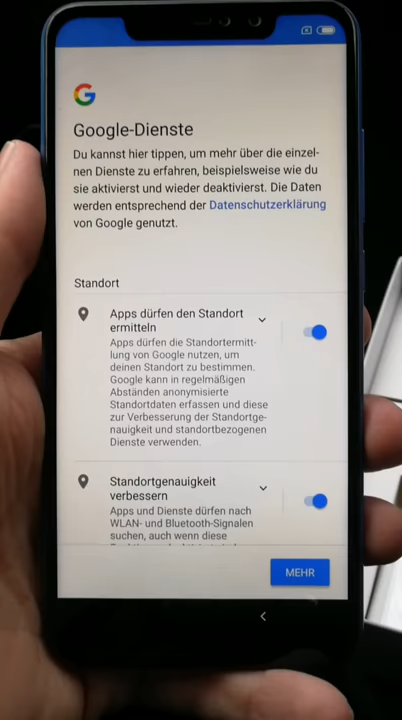 Google-Dienste
Du kannst hier tippen, um mehr über die einzel-
nen Dienste zu erfahren, beispielsweise wie du
sie aktivierst und wieder deaktivierst. Die Daten
werden entsprechend der Datenschutzerklärung
von Google genutzt.
Standort
Apps dürfen den Standort
ermitteln
Apps dürfen die Standortermitt-
lung von Google nutzen, um
deinen Standort zu bestimmen.
Google kann in regelmäßigen
Abständen anonymisierte
Standortdaten erfassen und diese
zur Verbesserung der Standortge-
nauigkeit und standortbezogenen
Dienste verwenden.
Standortgenauigkeit
verbessern
Apps und Dienste dürfen nach
WLAN- und Bluetooth-Signalen
suchen, auch wenn diese
MEHR